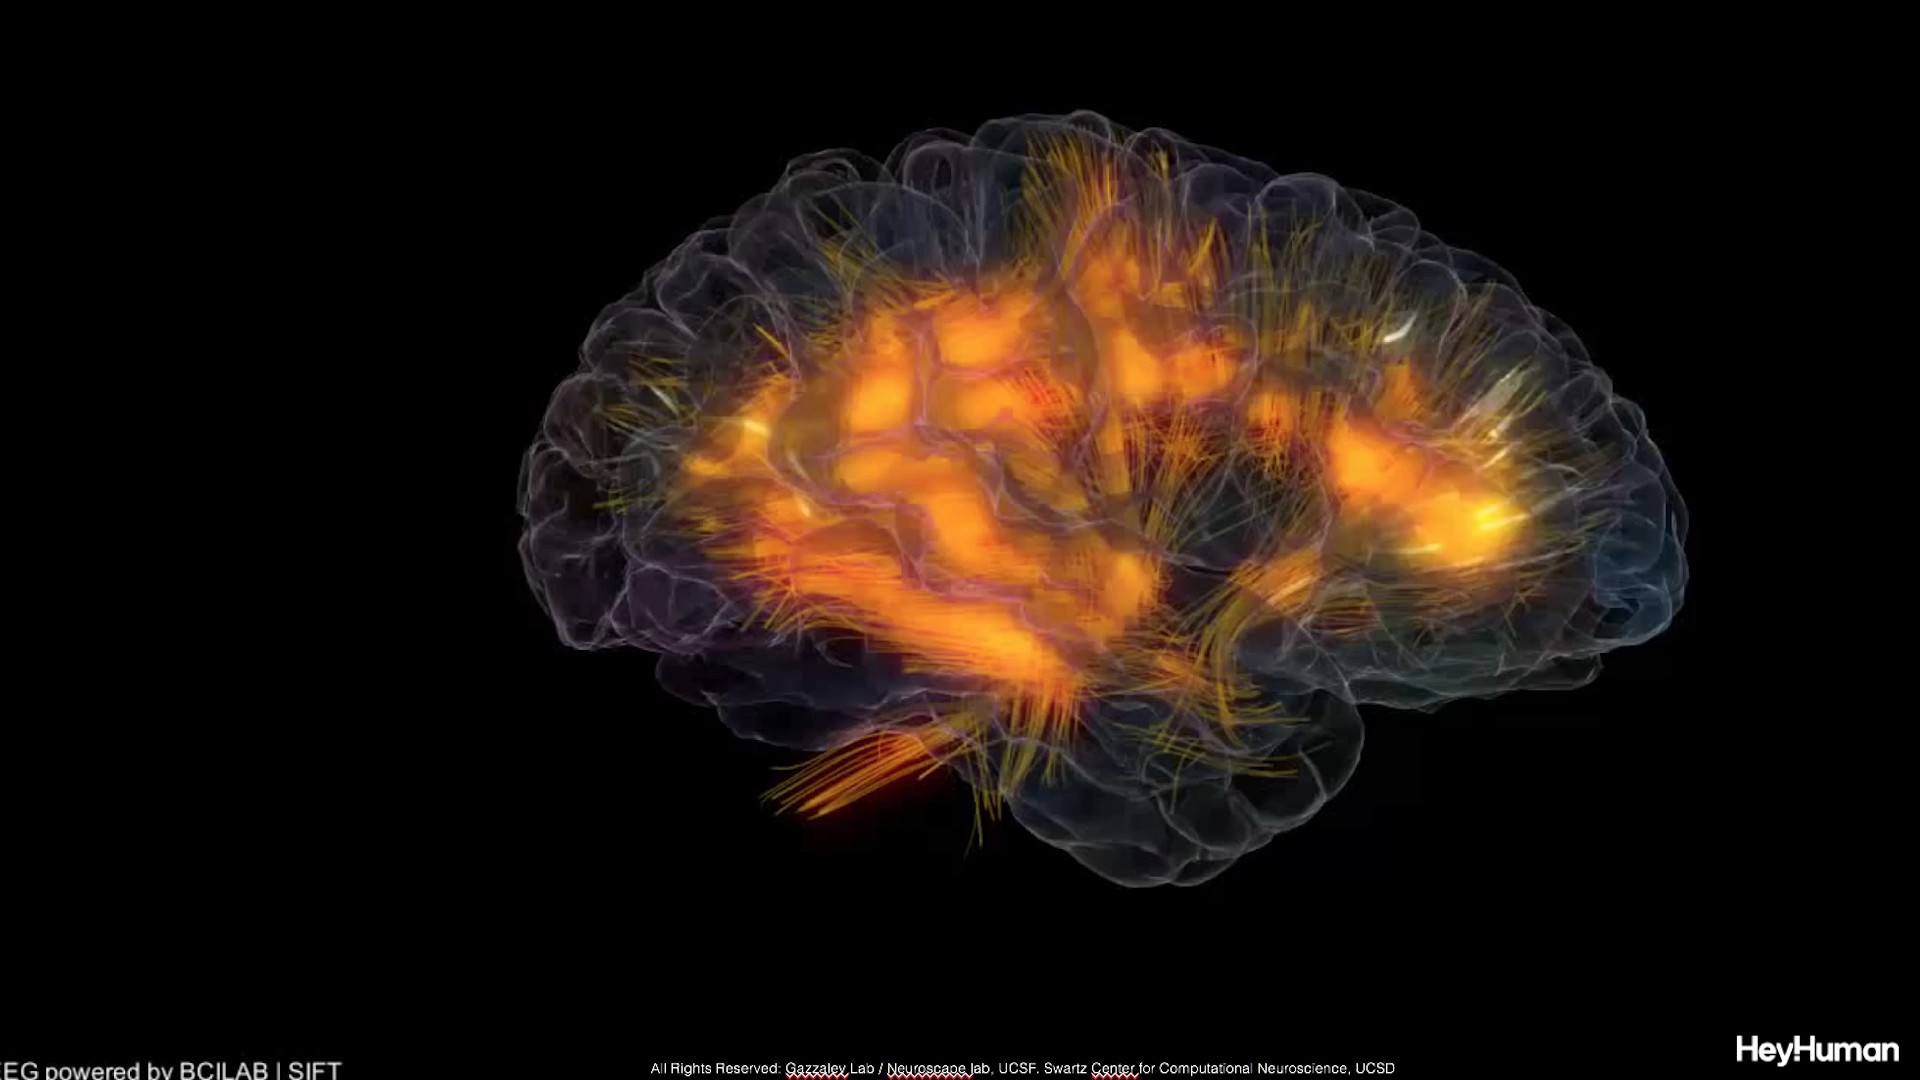 EEG powered by BCILAB | SIFT
All Rights Reserved: Gazzaley Lab / Neuroscape lab, UCSF. Swartz Center for Computational Neuroscience, UCSD
HeyHuman